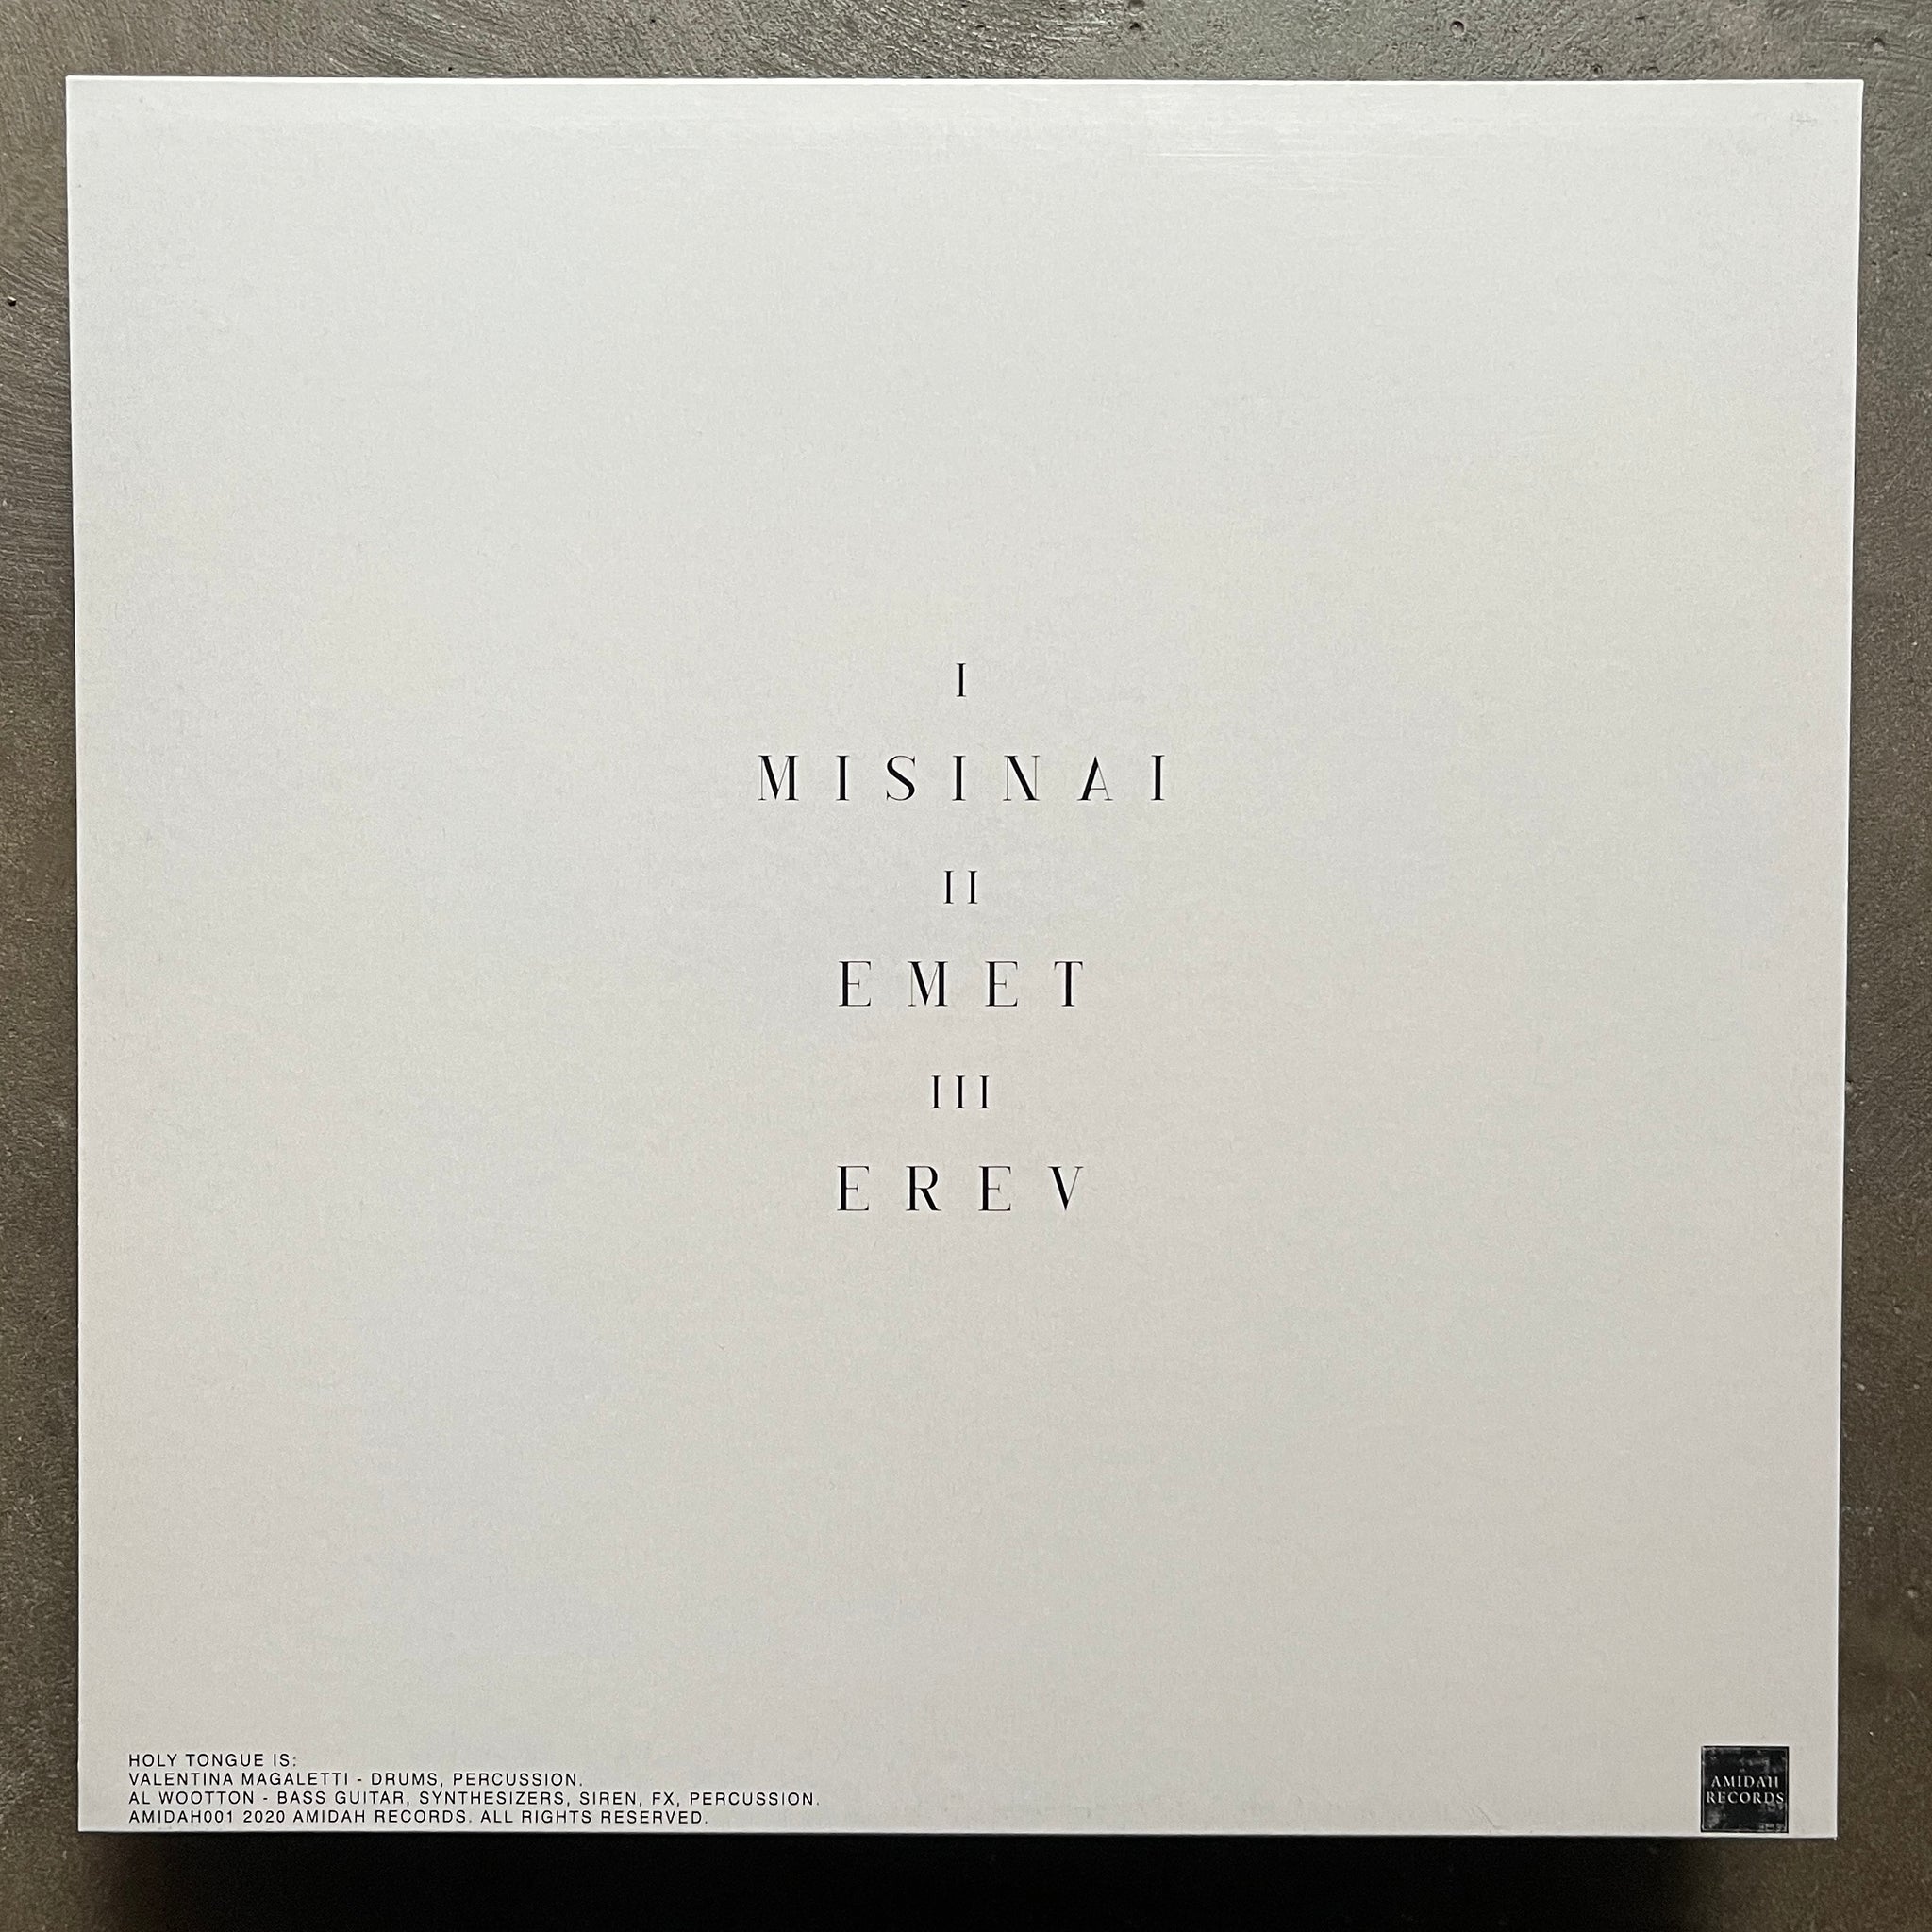 I
MISINAI
II
EMET
III
EREV
HOLY TONGUE IS:
VALENTINA MAGALETTI - DRUMS, PERCUSSION.
AL WOOTTON - BASS GUITAR, SYNTHESIZERS, SIREN, FX, PERCUSSION.
AMIDAH001 2020 AMIDAH RECORDS. ALL RIGHTS RESERVED.
AMIDAH
RECORDS